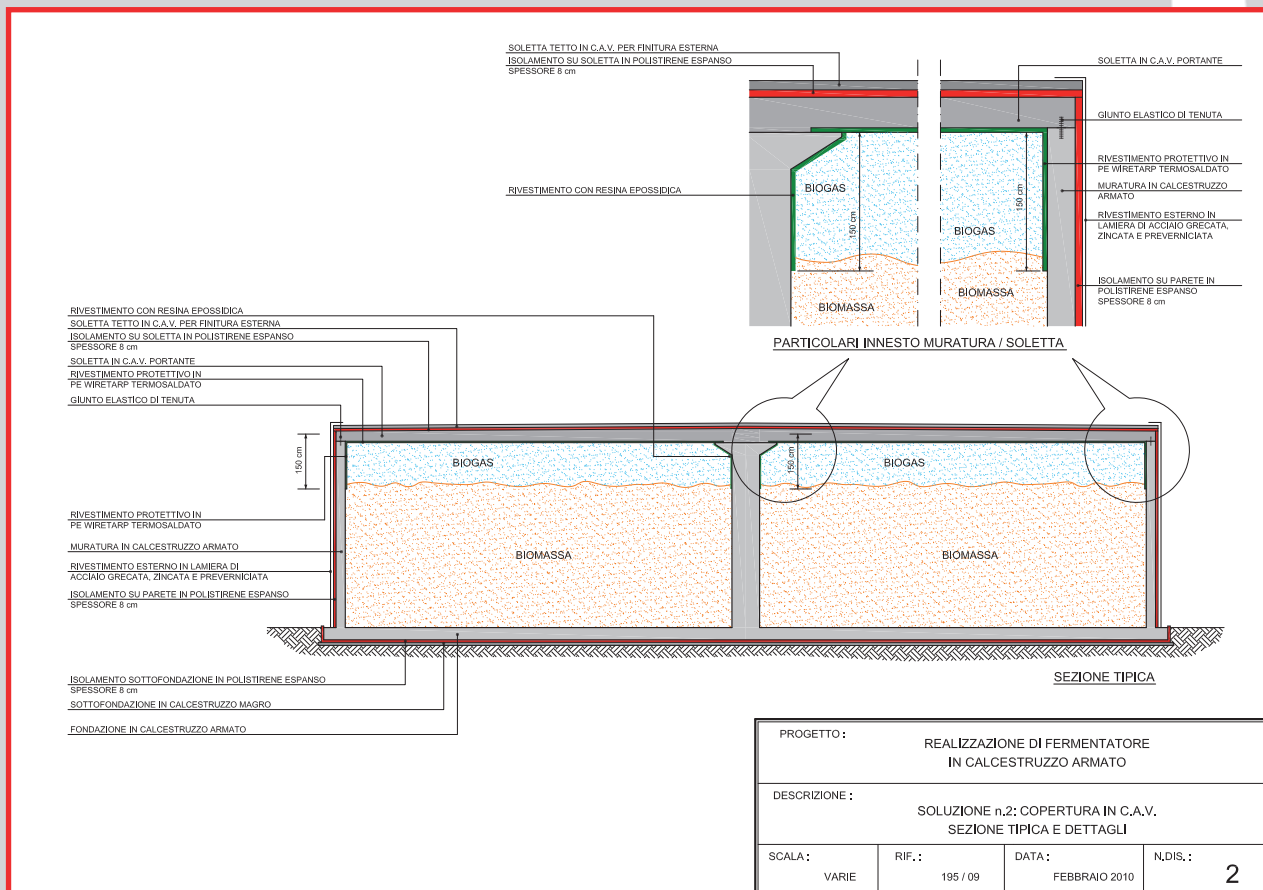 SOLETTA TETTO IN C.A.V. PER FINITURA ESTERNA
ISOLAMENTO SU SOLETTA IN POLISTIRENE ESPANSO
SPESSORE 8 cm
RIVESTIMENTO CON RESINA EPOSSIDICA
SOLETTA IN C.A.V. PORTANTE
GIUNTO ELASTICO DI TENUTA
RIVESTIMENTO PROTETTIVO IN
PE WIRETARP TERMOSALDATO
MURATURA IN CALCESTRUZZO
ARMATO
RIVESTIMENTO ESTERNO IN
LAMIERA DI ACCIAIO GRECATA,
ZINCATA E PREVERNICIATA
ISOLAMENTO SU PARETE IN
POLISTIRENE ESPANSO
SPESSORE 8 cm
BIOGAS
150 cm
BIOMASSA
BIOGAS
150 cm
BIOMASSA
PARTICOLARI INNESTO MURATURA / SOLETTA
RIVESTIMENTO CON RESINA EPOSSIDICA
SOLETTA TETTO IN C.A.V. PER FINITURA ESTERNA
ISOLAMENTO SU SOLETTA IN POLISTIRENE ESPANSO
SPESSORE 8 cm
SOLETTA IN C.A.V. PORTANTE
RIVESTIMENTO PROTETTIVO IN
PE WIRETARP TERMOSALDATO
GIUNTO ELASTICO DI TENUTA
150 cm
BIOGAS
150 cm
BIOGAS
RIVESTIMENTO PROTETTIVO IN
PE WIRETARP TERMOSALDATO
MURATURA IN CALCESTRUZZO ARMATO
RIVESTIMENTO ESTERNO IN LAMIERA DI
ACCIAIO GRECATA, ZINCATA E PREVERNICIATA
ISOLAMENTO SU PARETE IN POLISTIRENE ESPANSO
SPESSORE 8 cm
BIOMASSA
BIOMASSA
ISOLAMENTO SOTTOFONDAZIONE IN POLISTIRENE ESPANSO
SPESSORE 8 cm
SOTTOFONDAZIONE IN CALCESTRUZZO MAGRO
FONDAZIONE IN CALCESTRUZZO ARMATO
SEZIONE TIPICA
PROGETTO :
REALIZZAZIONE DI FERMENTATORE
IN CALCESTRUZZO ARMATO
DESCRIZIONE :
SOLUZIONE n.2: COPERTURA IN C.A.V.
SEZIONE TIPICA E DETTAGLI
SCALA :
VARIE
RIF. :
195 / 09
DATA :
FEBBRAIO 2010
N.DIS. :
2